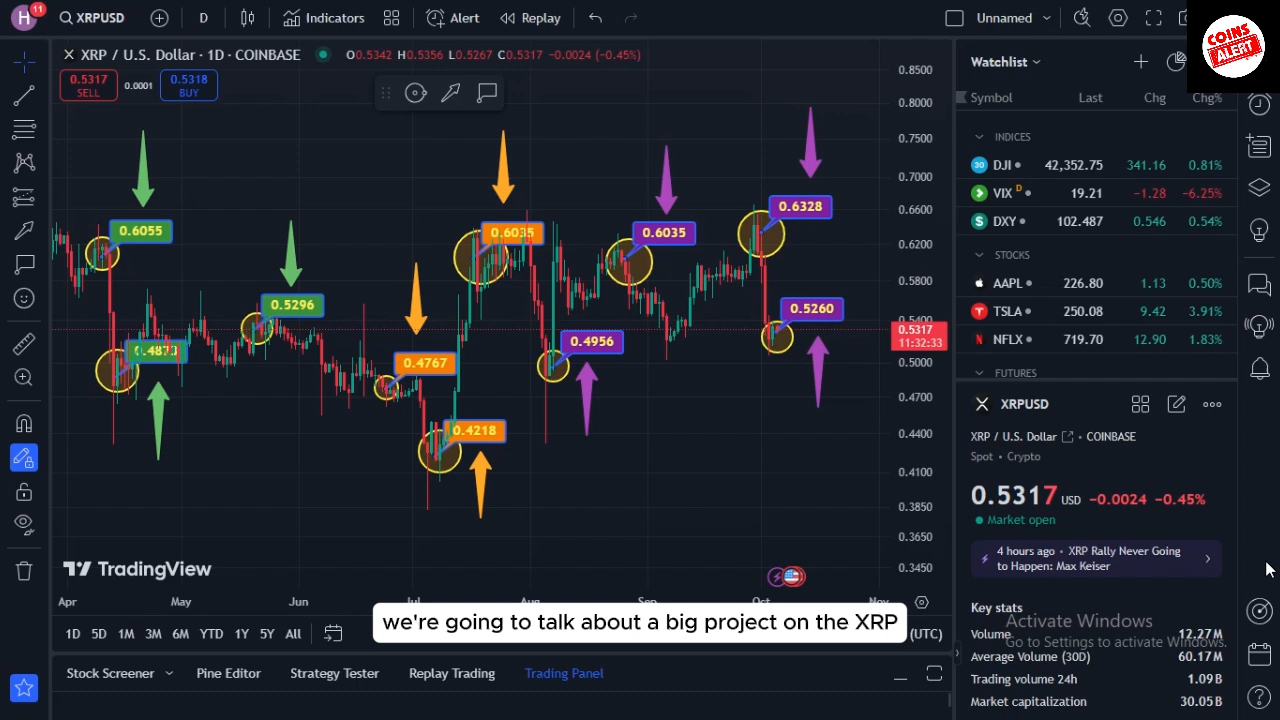 H
11
XRPUSD
D
Indicators
Alert
Replay
Unnamed
COINS
ALERT
XRP / U.S. Dollar · 1D · COINBASE
O0.5342 H0.5356 L0.5267 C0.5317 −0.0024 (−0.45%)
0.5317
SELL
0.0001
0.5318
BUY
0.6055
0.5296
0.4767
0.6035
0.4218
0.4956
0.6035
0.6328
0.5260
0.8500
0.8000
0.7500
0.7000
0.6600
0.6200
0.5800
0.5317
11:32:33
0.5000
0.4700
0.4400
0.4100
0.3850
0.3650
0.3450
TradingView
Apr
May
Jun
Aug
Sep
Oct
we're going to talk about a big project on the XRP
1D 5D 1M 3M 6M YTD 1Y 5Y All
(UTC)
Stock Screener
Pine Editor
Strategy Tester
Replay Trading
Trading Panel
Watchlist
Symbol Last Chg Chg%
INDICES
30 DJI 42,352.75 341.16 0.81%
VIX D 19.21 −1.28 −6.25%
$ DXY 102.487 0.546 0.54%
STOCKS
AAPL 226.80 1.13 0.50%
TSLA 250.08 9.42 3.91%
N NFLX 719.70 12.90 1.83%
FUTURES
XRPUSD
XRP / U.S. Dollar · COINBASE
Spot · Crypto
0.5317 USD −0.0024 −0.45%
Market open
4 hours ago · XRP Rally Never Going
to Happen: Max Keiser
Key stats
Activate Windows
Go to Settings to activate Windows.
Volume 12.27M
Average Volume (30D) 60.17M
Trading volume 24h 1.09B
Market capitalization 30.05B